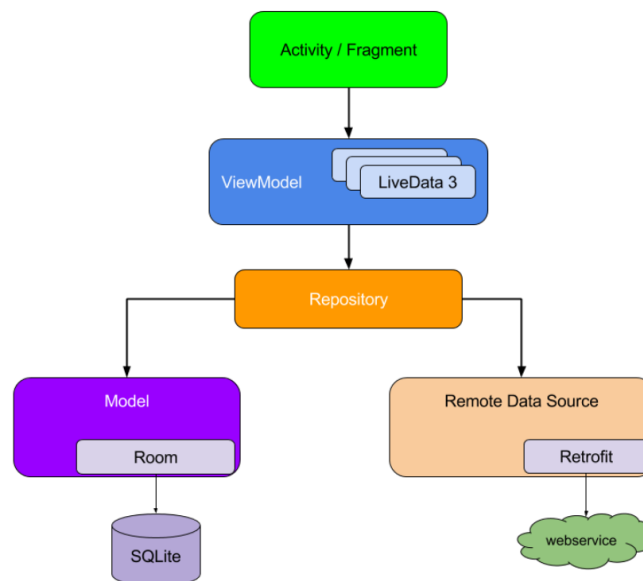 Activity / Fragment
ViewModel
LiveData 3
Repository
Model
Remote Data Source
Room
Retrofit
SQLite
webservice